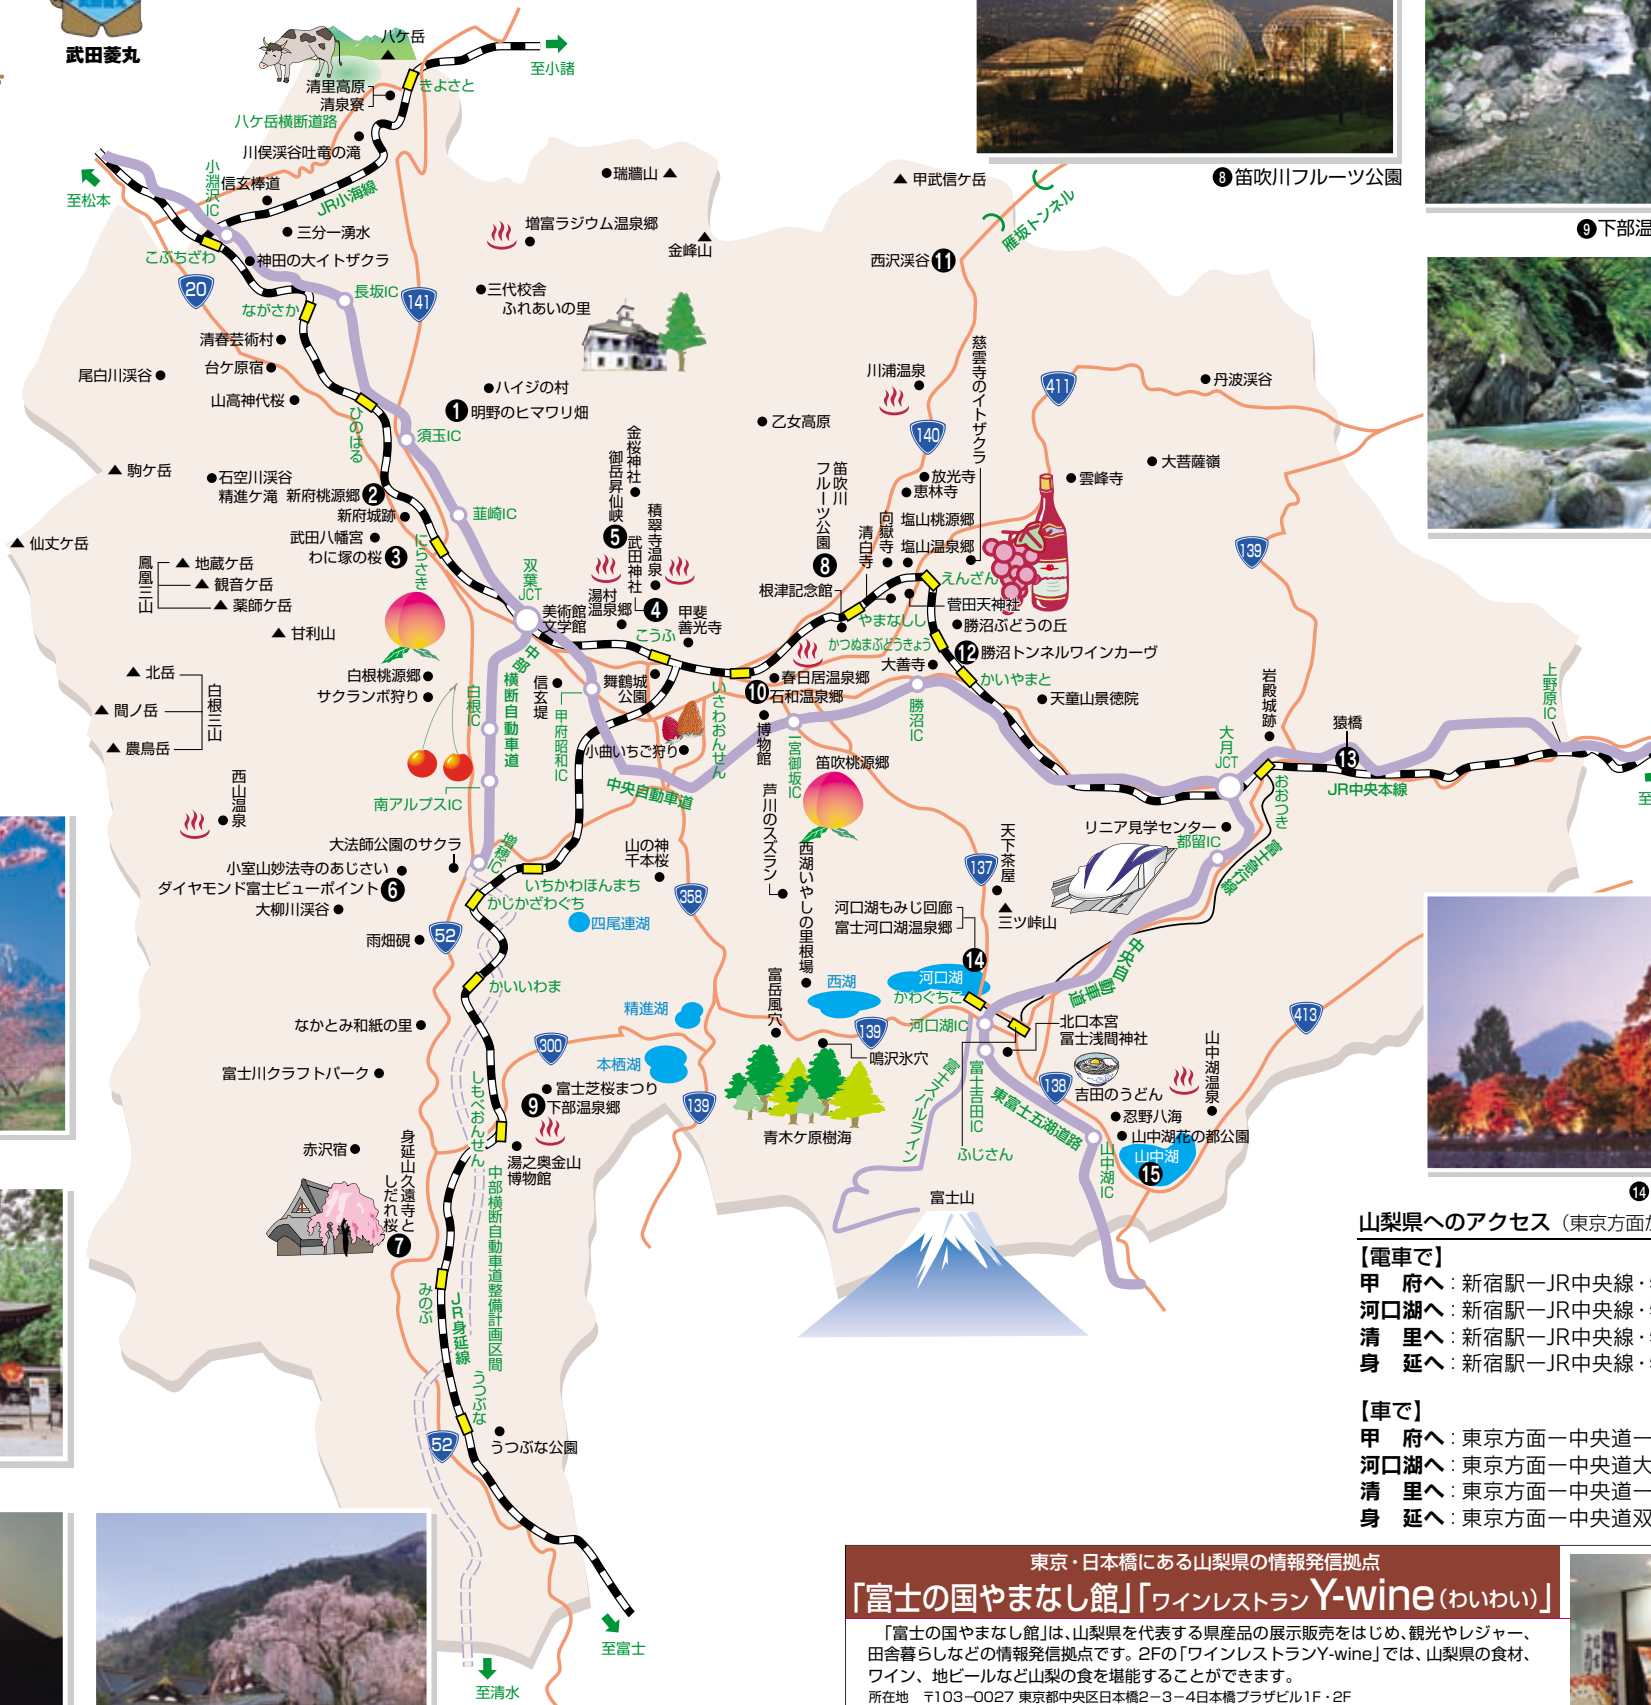 武田菱丸
八ケ岳
至小諸
きよさと
清里高原
清泉寮
八ケ岳横断道路
川俣渓谷吐竜の滝
小淵沢IC
信玄棒道
JR小海線
至松本
三分一湧水
こぶちざわ
神田の大イトザクラ
20
長坂IC
141
ながさか
清春芸術村
台ケ原宿
尾白川渓谷
山高神代桜
ひのはる
須玉IC
瑞牆山
増富ラジウム温泉郷
金峰山
三代校舎
ふれあいの里
ハイジの村
1 明野のヒマワリ畑
甲武信ケ岳
雁坂トンネル
西沢渓谷 11
8 笛吹川フルーツ公園
9 下部温
慈雲寺のイトザクラ
川浦温泉
411
丹波渓谷
140
乙女高原
大菩薩嶺
雲峰寺
139
駒ケ岳
石空川渓谷
精進ケ滝
新府桃源郷 2
新府城跡
韮崎IC
武田八幡宮
わに塚の桜 3
にらさき
仙丈ケ岳
鳳凰三山
地蔵ケ岳
観音ケ岳
薬師ケ岳
甘利山
金桜神社
御岳昇仙峡
5
積翠寺温泉
武田神社
4
湯村
温泉郷
甲斐
善光寺
双葉JCT
美術館
文学館
こうふ
笛吹川
フルーツ公園
8
放光寺
恵林寺
向嶽寺
清白寺
塩山桃源郷
塩山温泉郷
根津記念館
えんざん
菅田天神社
やまなしし
勝沼ぶどうの丘
かつぬまぶどうきょう
12 勝沼トンネルワインカーヴ
大善寺
かいやまと
天童山景徳院
岩殿城跡
猿橋
13
上野原IC
JR中央本線
至
大月JCT
おおつき
北岳
間ノ岳
農鳥岳
白根三山
白根桃源郷
サクランボ狩り
白根IC
中部横断自動車道
信玄堤
甲府昭和IC
舞鶴城
公園
小曲いちご狩り
いさわおんせん
春日居温泉郷
10 石和温泉郷
博物館
一宮御坂IC
勝沼IC
笛吹桃源郷
中央自動車道
南アルプスIC
西山温泉
大法師公園のサクラ
増穂IC
小室山妙法寺のあじさい
ダイヤモンド富士ビューポイント 6
大柳川渓谷
いちかわほんまち
かじかざわぐち
山の神
千本桜
四尾連湖
358
芦川のスズラン
西湖いやしの里根場
天下茶屋
137
三ツ峠山
リニア見学センター
都留IC
富士急行線
河口湖もみじ回廊
富士河口湖温泉郷
14
雨畑硯
52
かいいわま
なかとみ和紙の里
富士川クラフトパーク
精進湖
本栖湖
300
139
富岳風穴
西湖
河口湖
かわぐちこ
河口湖IC
139
鳴沢氷穴
青木ケ原樹海
中央自動車道
北口本宮
冨士浅間神社
413
138
吉田のうどん
山中湖温泉
忍野八海
山中湖花の都公園
山中湖
15
富士吉田IC
東富士五湖道路
山中湖IC
富士スバルライン
ふじさん
富士山
しもべおんせん
富士芝桜まつり
9 下部温泉郷
湯之奥金山
博物館
赤沢宿
身延山久遠寺と
しだれ桜
7
中部横断自動車道整備計画区間
みのぶ
JR身延線
うつぶな
52
うつぶな公園
至富士
至清水
14
山梨県へのアクセス（東京方面か
【電車で】
甲　府へ：新宿駅ーJR中央線・
河口湖へ：新宿駅ーJR中央線・
清　里へ：新宿駅ーJR中央線・
身　延へ：新宿駅ーJR中央線・
【車で】
甲　府へ：東京方面ー中央道ー
河口湖へ：東京方面ー中央道大
清　里へ：東京方面ー中央道ー
身　延へ：東京方面ー中央道双
東京・日本橋にある山梨県の情報発信拠点
「富士の国やまなし館」「ワインレストランY-wine（わいわい）」
「富士の国やまなし館」は、山梨県を代表する県産品の展示販売をはじめ、観光やレジャー、
田舎暮らしなどの情報発信拠点です。2Fの「ワインレストランY-wine」では、山梨県の食材、
ワイン、地ビールなど山梨の食を堪能することができます。
所在地　〒103−0027 東京都中央区日本橋2−3−4日本橋プラザビル1F・2F